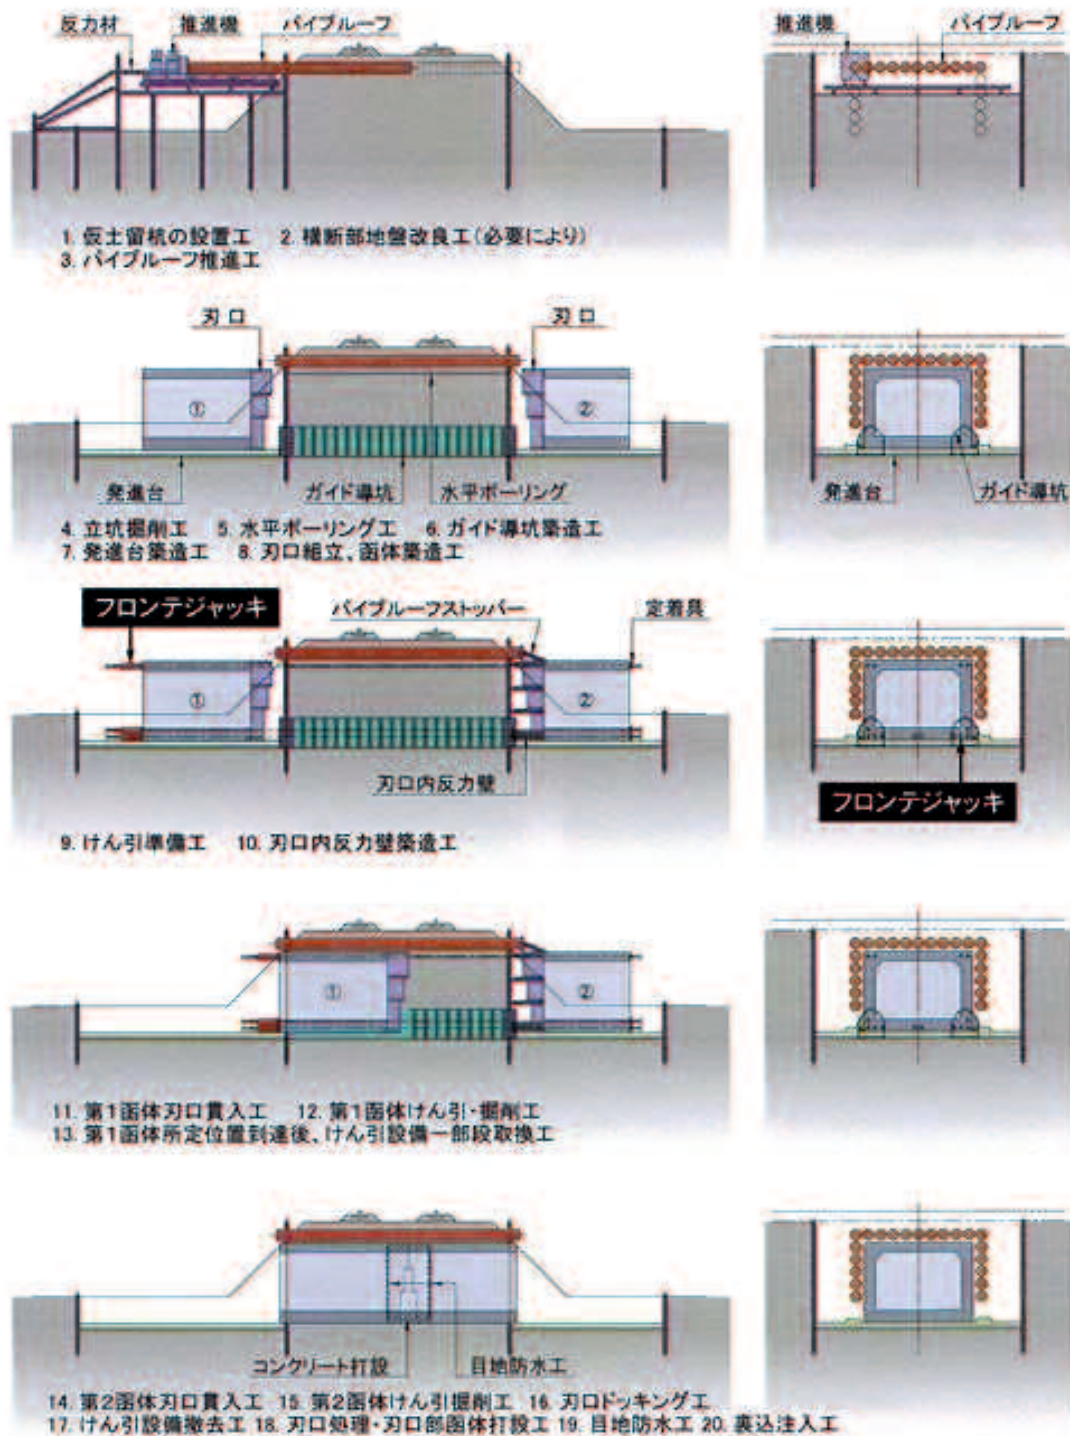 反力材 推進機 パイプルーフ 推進機 パイプルーフ
1. 仮土留杭の設置工 2. 横断部地盤改良工(必要により)
3. パイプルーフ推進工
刃口 刃口
① ②
発進台 ガイド導坑 水平ボーリング 発進台 ガイド導坑
4. 立坑掘削工 5. 水平ボーリング工 6. ガイド導坑築造工
7. 発進台築造工 8. 刃口組立、函体築造工
フロンテジャッキ パイプルーフストッパー 定着具
① ②
刃口内反力壁 フロンテジャッキ
9. けん引準備工 10. 刃口内反力壁築造工
① ②
11. 第1函体刃口貫入工 12. 第1函体けん引・掘削工
13. 第1函体所定位置到達後、けん引設備一部段取換工
コンクリート打設 目地防水工
14. 第2函体刃口貫入工 15. 第2函体けん引掘削工 16. 刃口ドッキング工
17. けん引設備撤去工 18. 刃口処理・刃口部函体打設工 19. 目地防水工 20. 裏込注入工